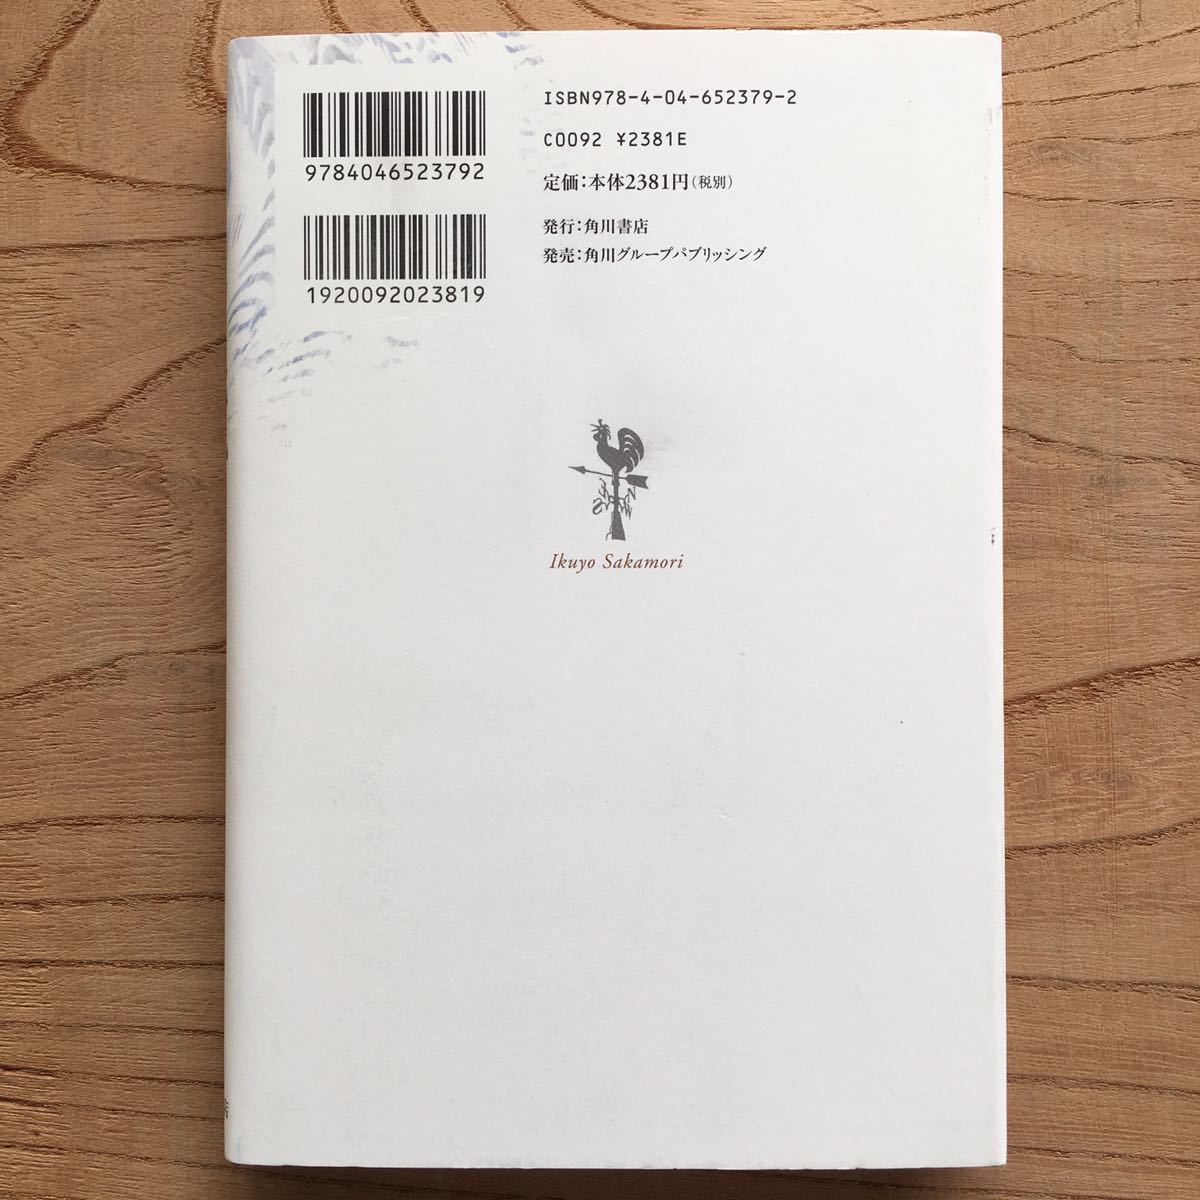 ISBN978-4-04-652379-2
C0092 ¥2381E
定価：本体2381円（税別）
発行：角川書店
発売：角川グループパブリッシング
9784046523792
1920092023819
N
S
W
Ikuyo Sakamori